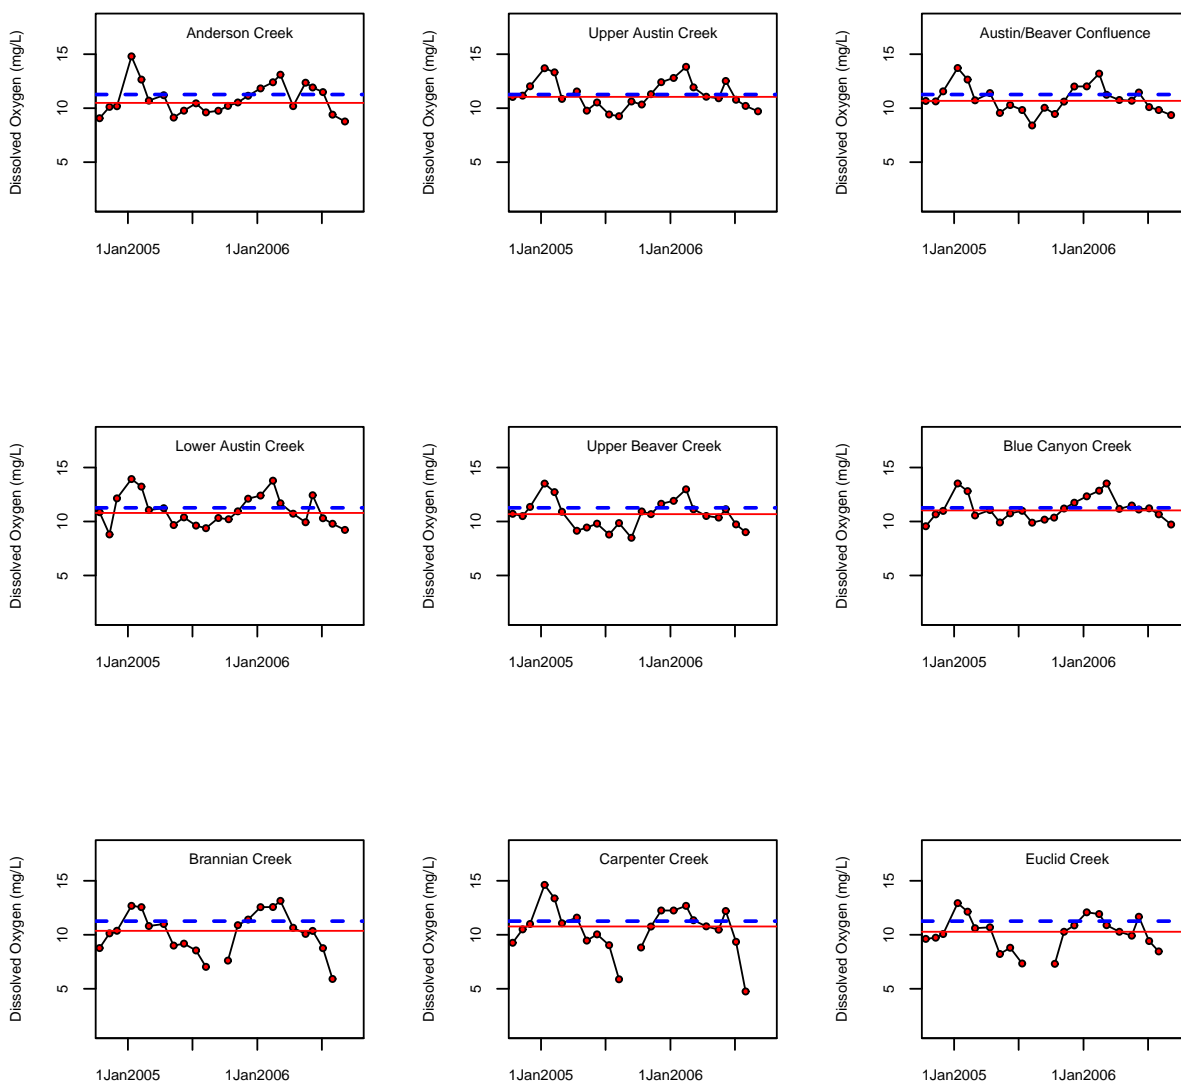 Anderson Creek
Dissolved Oxygen (mg/L)
15
10
5
1Jan2005 1Jan2006
Upper Austin Creek
Dissolved Oxygen (mg/L)
15
10
5
1Jan2005 1Jan2006
Austin/Beaver Confluence
Dissolved Oxygen (mg/L)
15
10
5
1Jan2005 1Jan2006
Lower Austin Creek
Dissolved Oxygen (mg/L)
15
10
5
1Jan2005 1Jan2006
Upper Beaver Creek
Dissolved Oxygen (mg/L)
15
10
5
1Jan2005 1Jan2006
Blue Canyon Creek
Dissolved Oxygen (mg/L)
15
10
5
1Jan2005 1Jan2006
Brannian Creek
Dissolved Oxygen (mg/L)
15
10
5
1Jan2005 1Jan2006
Carpenter Creek
Dissolved Oxygen (mg/L)
15
10
5
1Jan2005 1Jan2006
Euclid Creek
Dissolved Oxygen (mg/L)
15
10
5
1Jan2005 1Jan2006